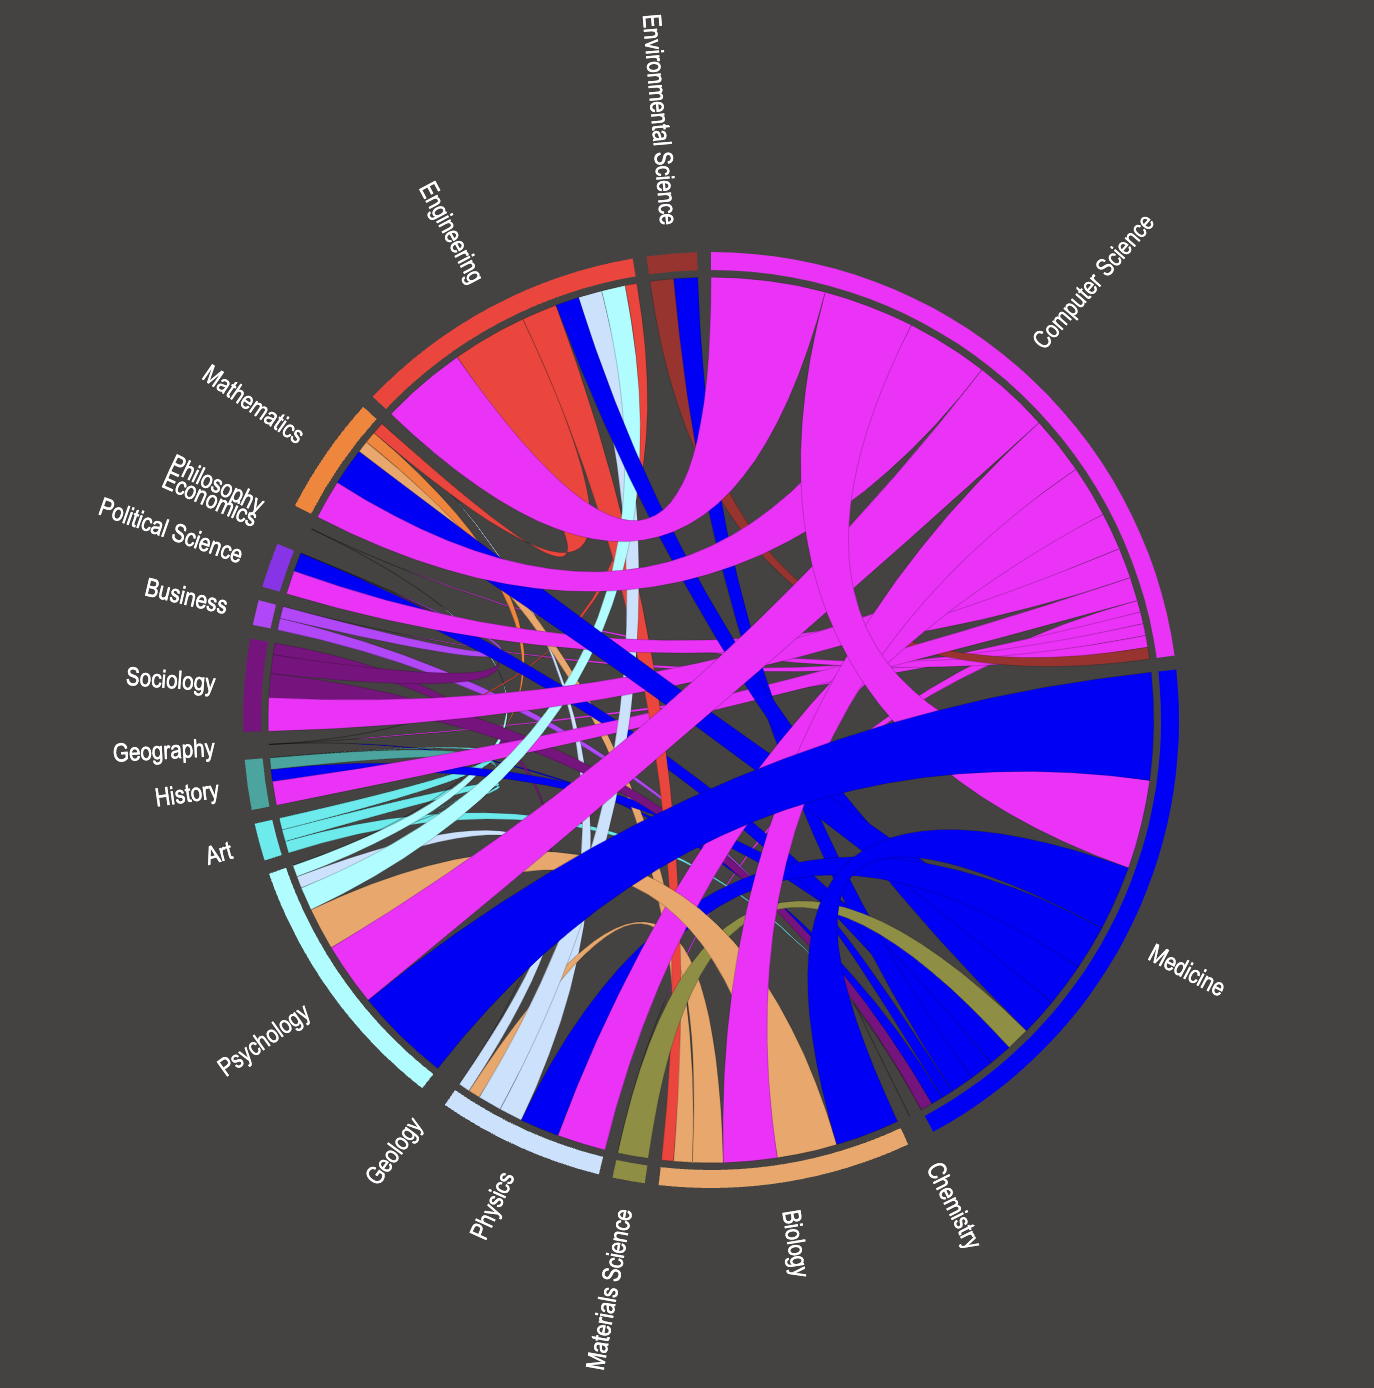 Environmental Science
Computer Science
Engineering
Mathematics
Philosophy
Economics
Political Science
Business
Sociology
Geography
History
Art
Psychology
Geology
Physics
Materials Science
Biology
Chemistry
Medicine